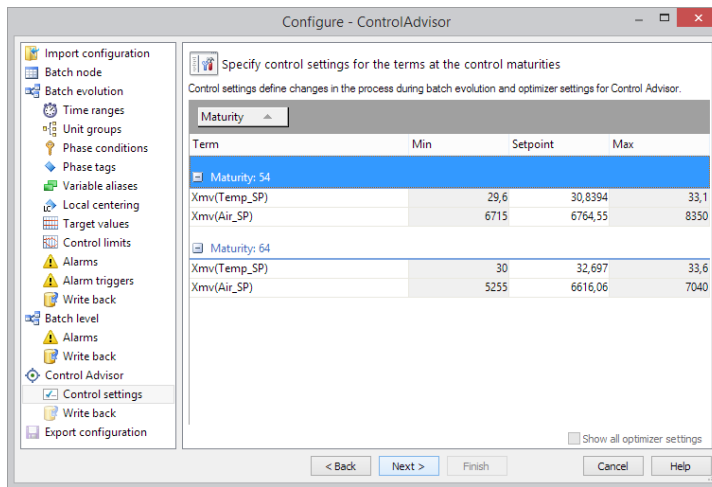 Configure - ControlAdvisor
Import configuration
Batch node
Batch evolution
Time ranges
Unit groups
Phase conditions
Phase tags
Variable aliases
Local centering
Target values
Control limits
Alarms
Alarm triggers
Write back
Batch level
Alarms
Write back
Control Advisor
Control settings
Write back
Export configuration
Specify control settings for the terms at the control maturities
Control settings define changes in the process during batch evolution and optimizer settings for Control Advisor.
Maturity
Term Min Setpoint Max
Maturity: 54
Xmv(Temp_SP) 29,6 30,8394 33,1
Xmv(Air_SP) 6715 6764,55 8350
Maturity: 64
Xmv(Temp_SP) 30 32,697 33,6
Xmv(Air_SP) 5255 6616,06 7040
Show all optimizer settings
< Back Next > Finish Cancel Help